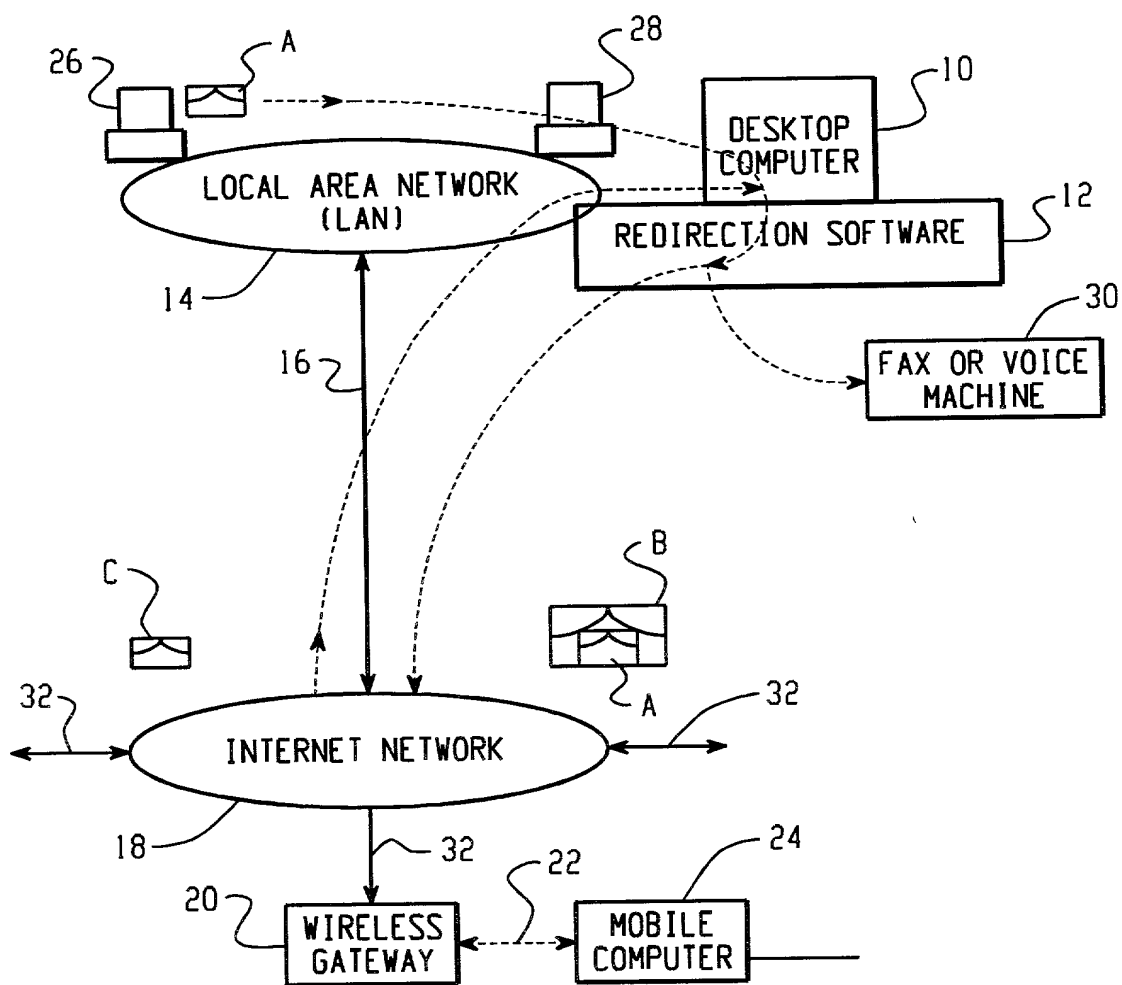 A
28
26
10
DESKTOP
COMPUTER
LOCAL AREA NETWORK
(LAN)
12
REDIRECTION SOFTWARE
14
30
16
FAX OR VOICE
MACHINE
B
C
A
32
32
INTERNET NETWORK
18
32
22
24
20
WIRELESS
GATEWAY
MOBILE
COMPUTER